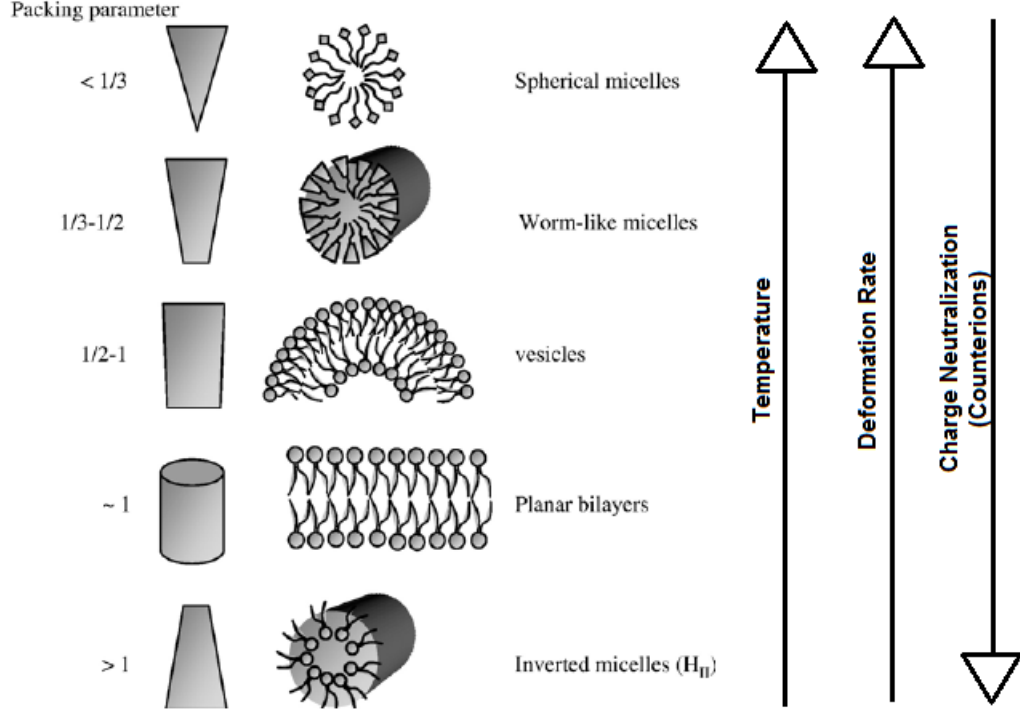 Packing parameter
< 1/3
Spherical micelles
1/3-1/2
Worm-like micelles
1/2-1
vesicles
~ 1
Planar bilayers
> 1
Inverted micelles (H_II)
Temperature
Deformation Rate
Charge Neutralization
(Counterions)